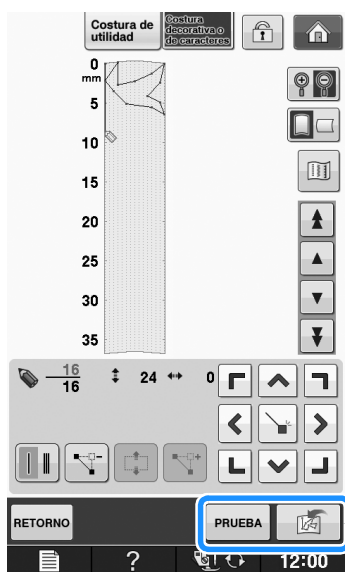 Costura de
utilidad
Costura
decorativa o
de caracteres
0
mm
5
10
15
20
25
30
35
16
16
24
0
RETORNO
PRUEBA
?
12:00